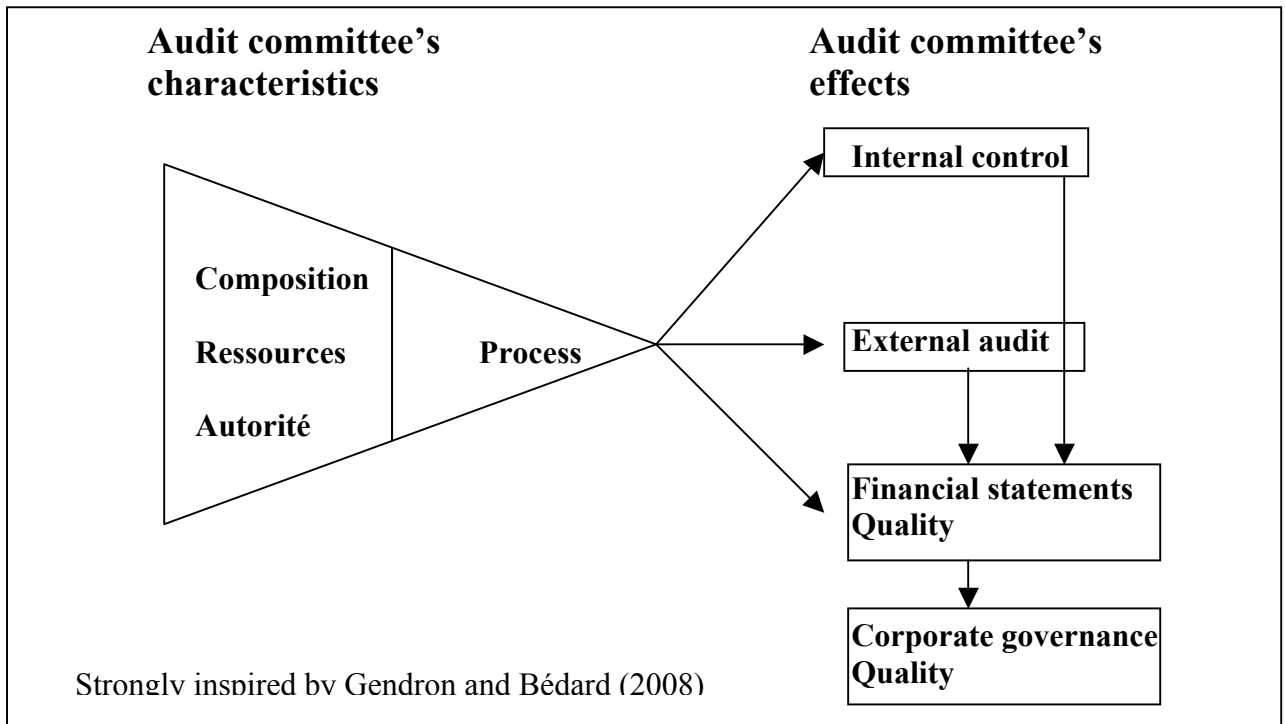 Audit committee’s
characteristics
Audit committee’s
effects
Internal control
Composition
Ressources
Process
External audit
Autorité
Financial statements
Quality
Corporate governance
Quality
Strongly inspired by Gendron and Bédard (2008)